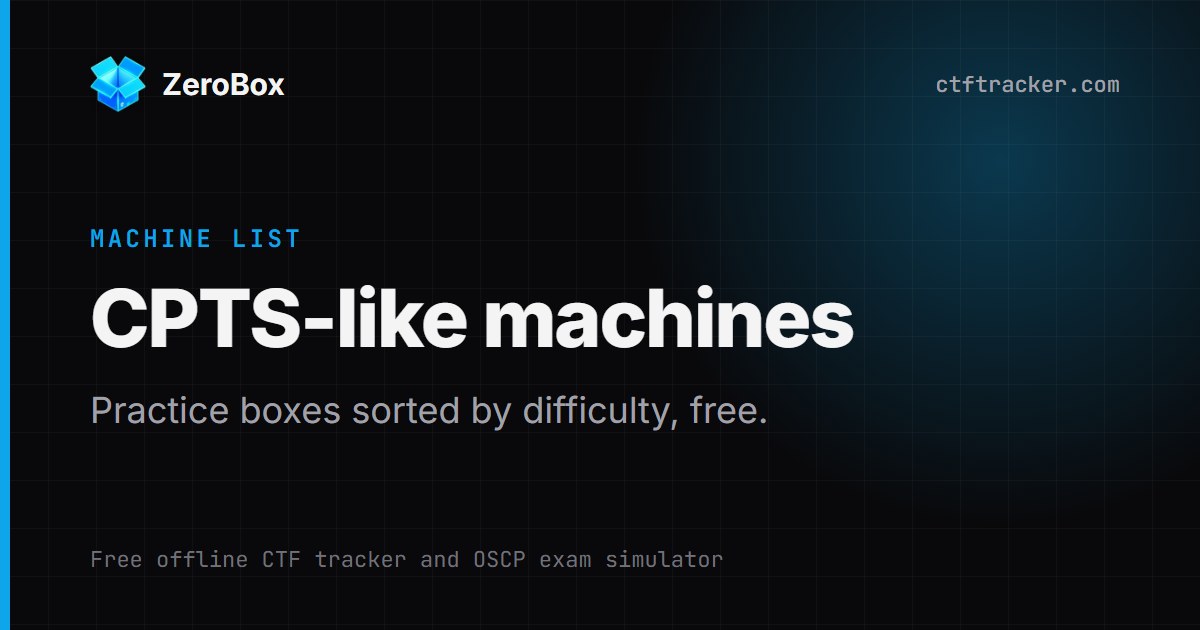 ZeroBox
ctftracker.com
MACHINE LIST
CPTS-like machines
Practice boxes sorted by difficulty, free.
Free offline CTF tracker and OSCP exam simulator